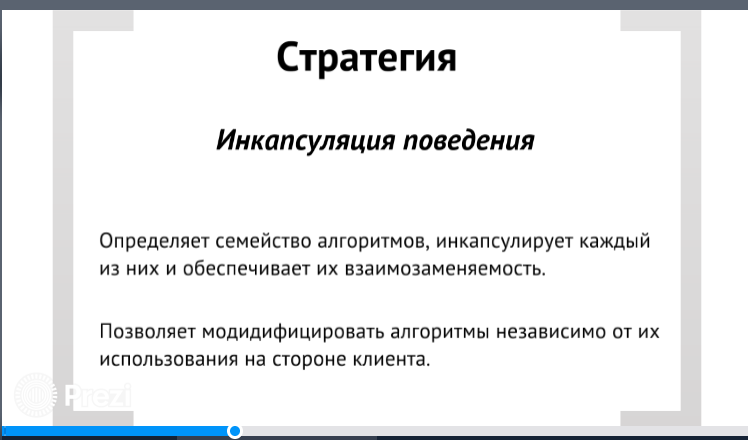 Стратегия
Инкапсуляция поведения
Определяет семейство алгоритмов, инкапсулирует каждый
из них и обеспечивает их взаимозаменяемость.
Позволяет модидифицировать алгоритмы независимо от их
использования на стороне клиента.
Prezi